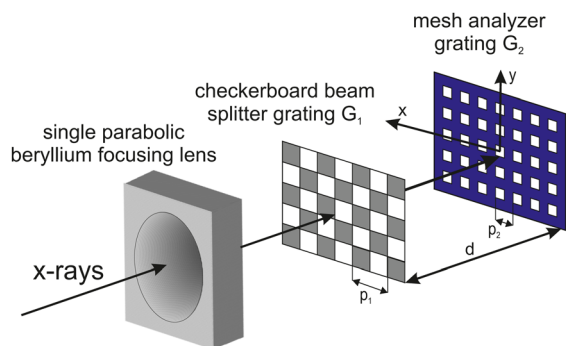 mesh analyzer
grating G2
y
x
checkerboard beam
splitter grating G1
single parabolic
beryllium focusing lens
p2
x-rays
d
p1